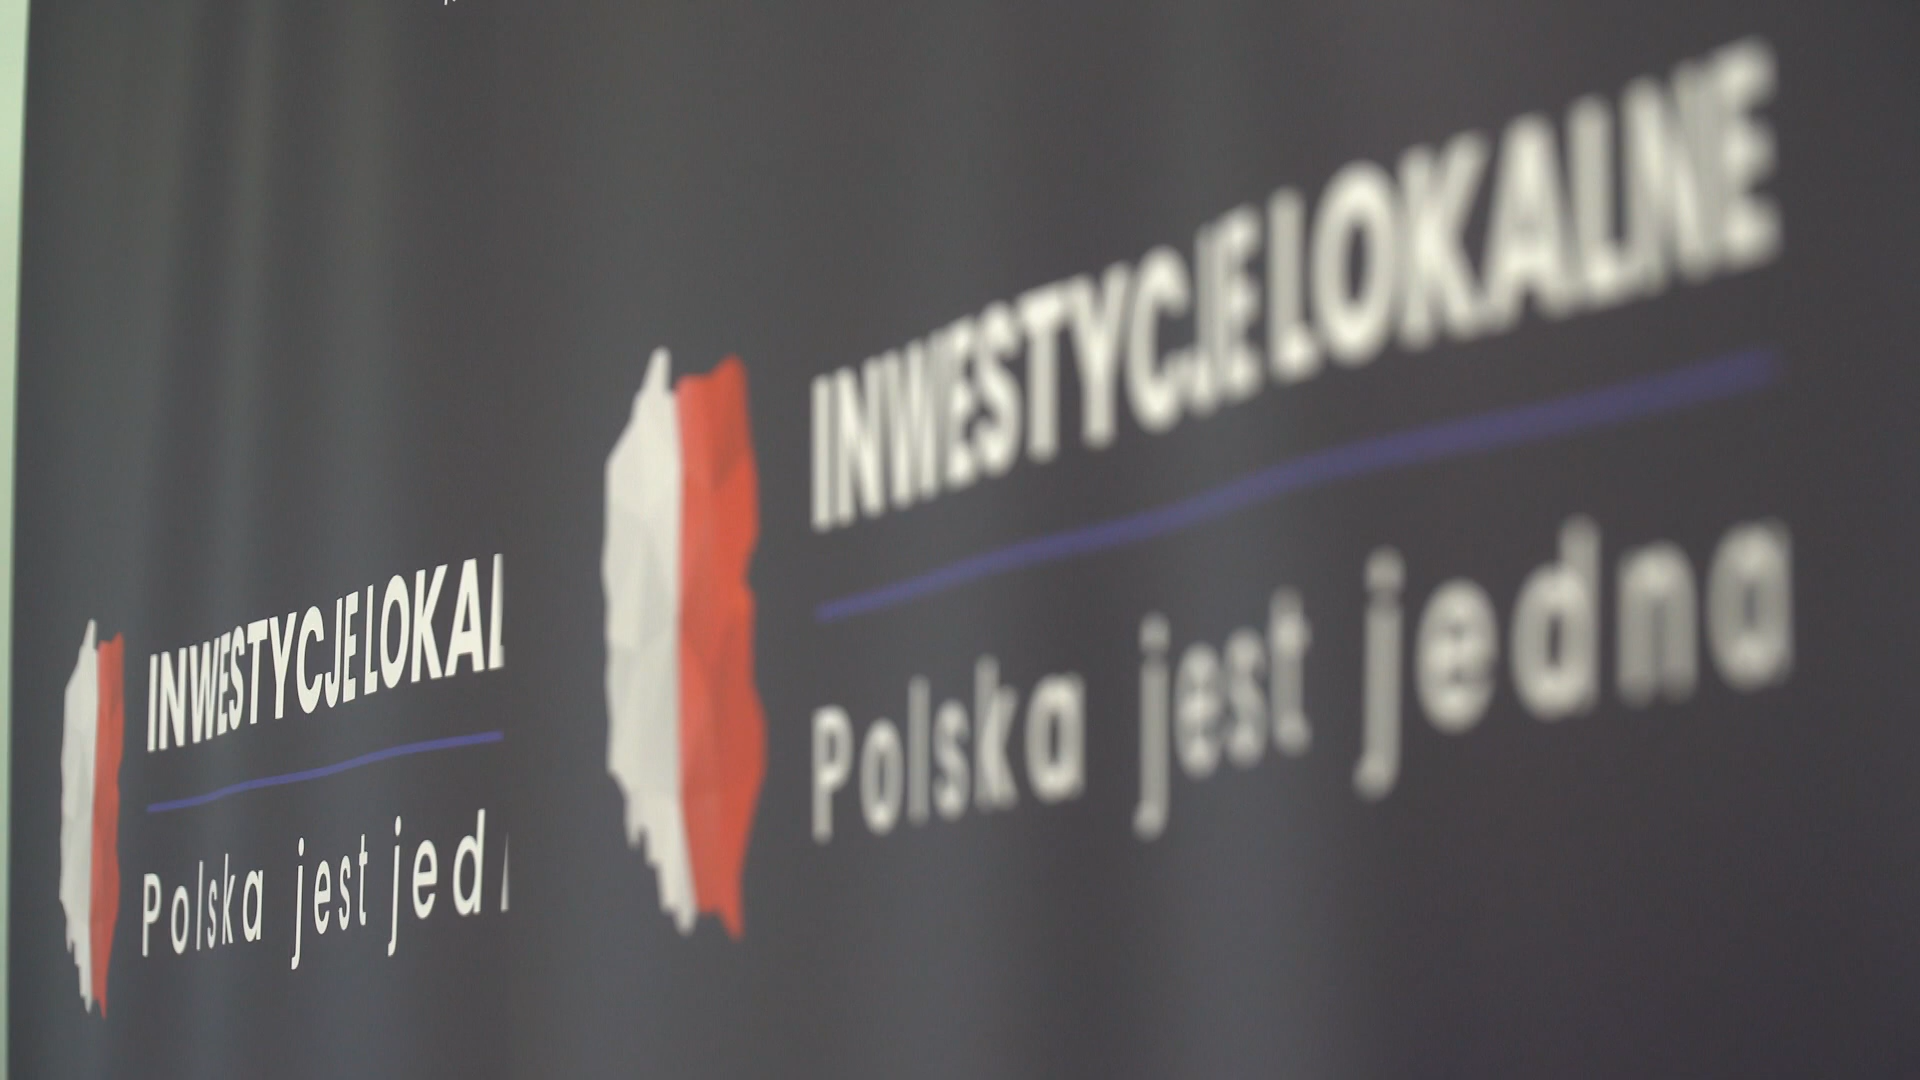 INWESTYCJE LOKALNE
Polska jest jedna
INWESTYCJE LOKAL
Polska jest jed